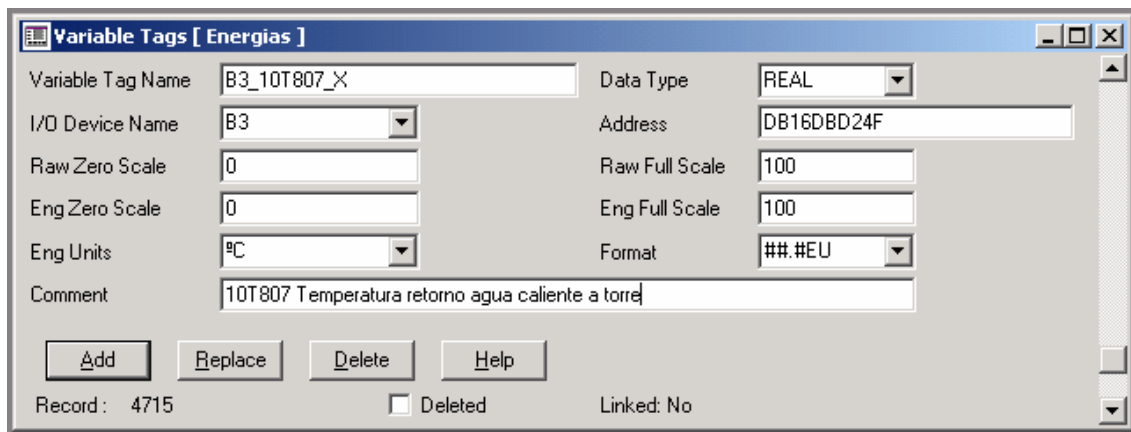 Variable Tags [ Energias ]
Variable Tag Name B3_10T807_X Data Type REAL
I/O Device Name B3 Address DB16DBD24F
Raw Zero Scale 0 Raw Full Scale 100
Eng Zero Scale 0 Eng Full Scale 100
Eng Units ºC Format ##.#EU
Comment 10T807 Temperatura retorno agua caliente a torre
Add Replace Delete Help
Record : 4715 Deleted Linked: No